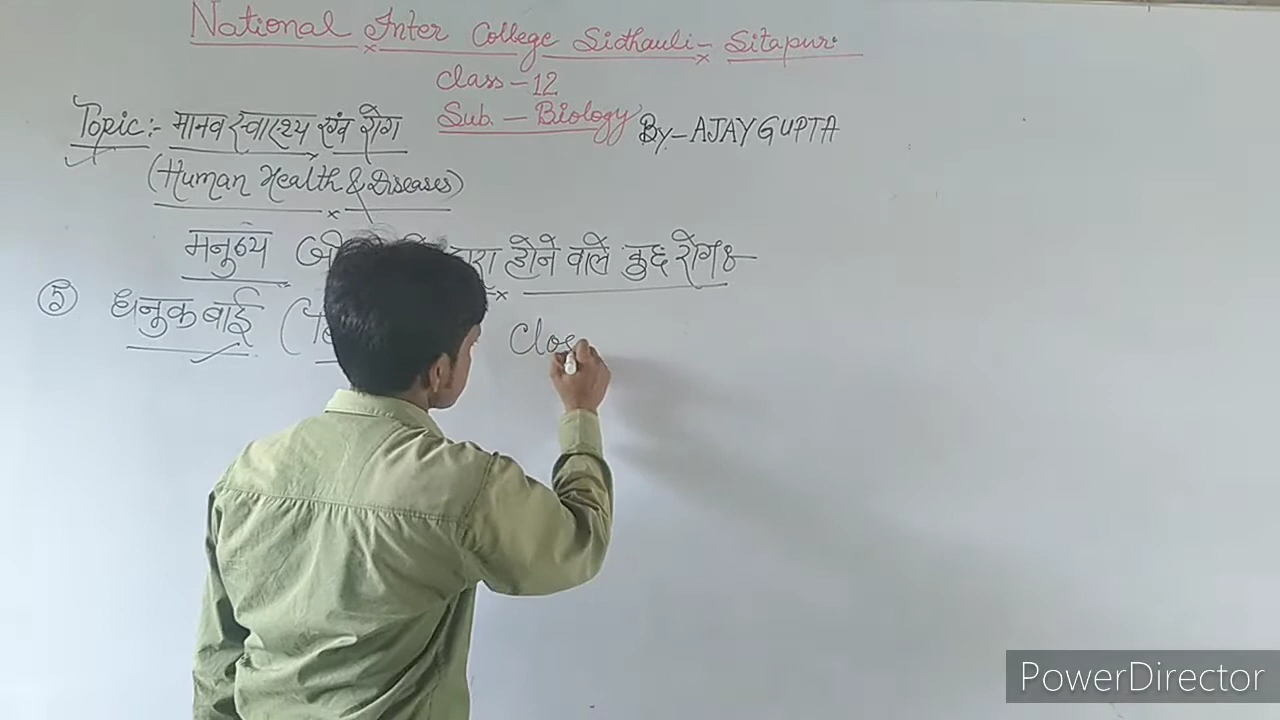 National Inter College Sidhauli - Sitapur
Class - 12
Sub. - Biology
Topic :- मानव स्वास्थ्य एवं रोग
By:- AJAY GUPTA
(Human Health & Diseases)
मनुष्य होने वाले कुछ रोग :-
⑤ धनुक बाई ( Clos
PowerDirector